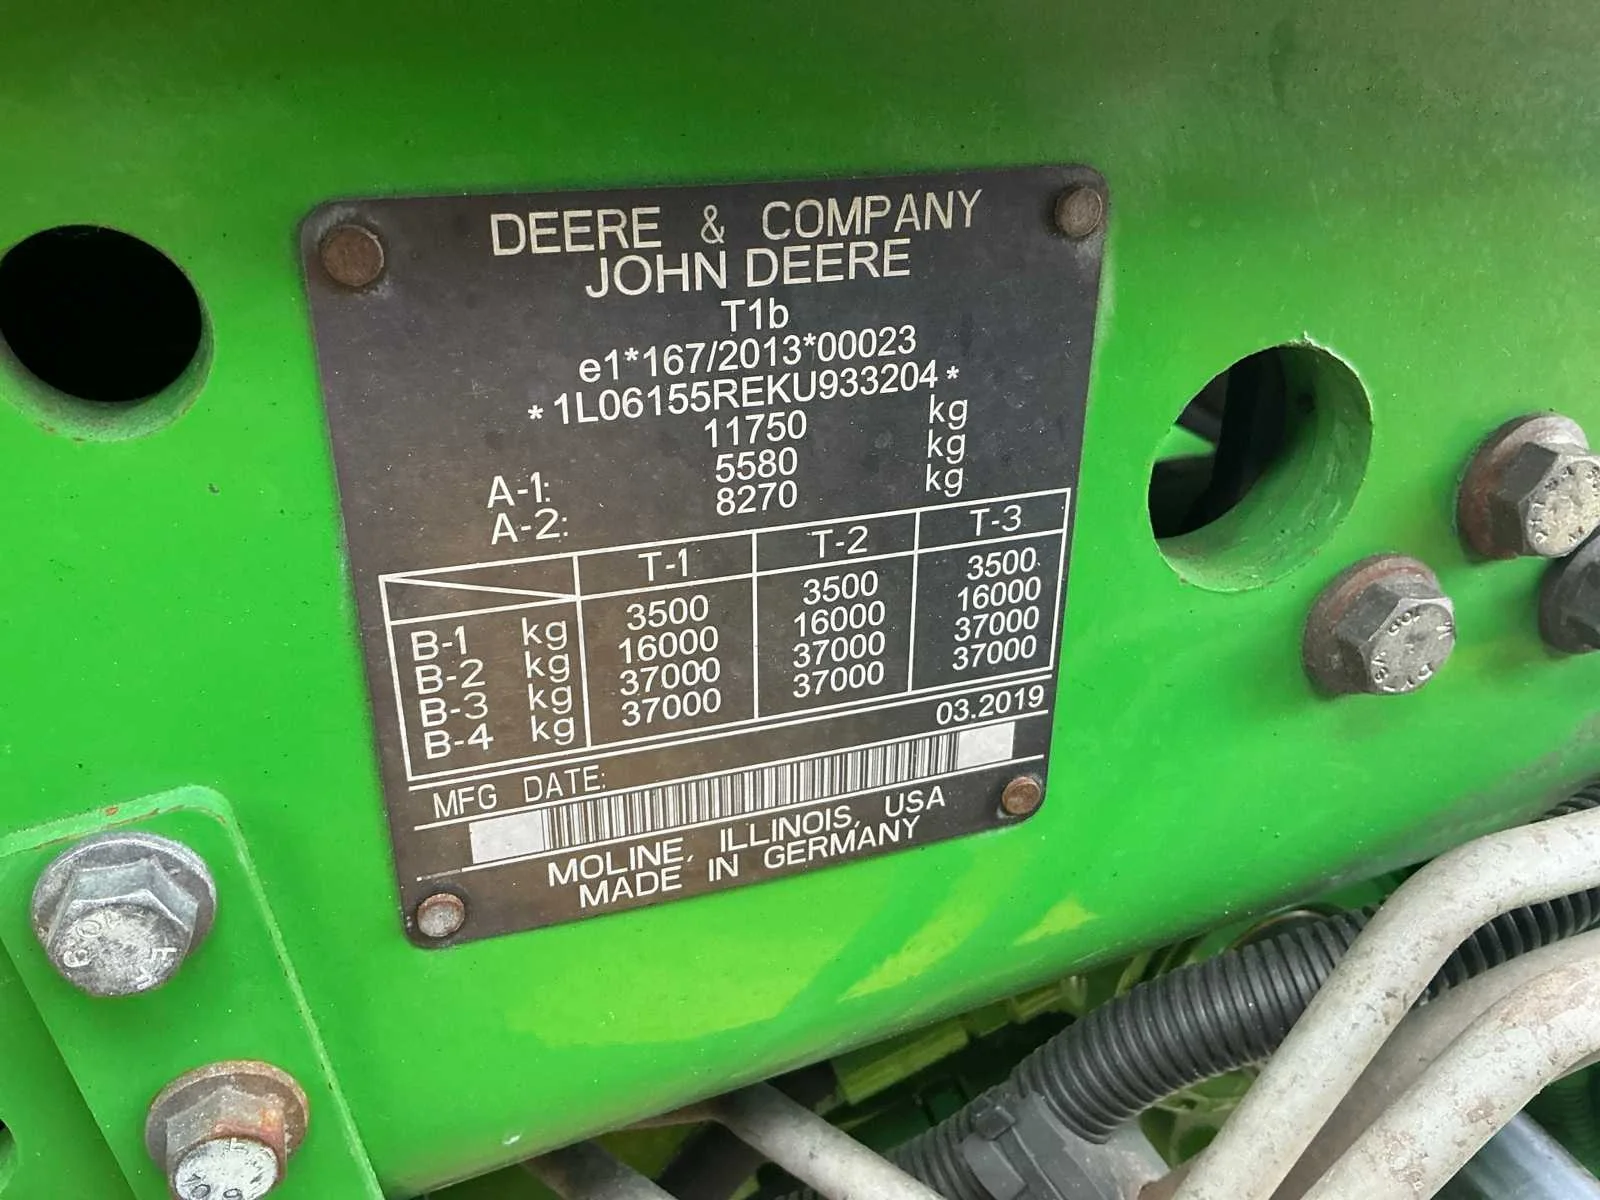 DEERE & COMPANY
JOHN DEERE
T1b
e1*167/2013*00023
*1L06155REKU933204*
11750 kg
A-1: 5580 kg
A-2: 8270 kg
T-1 T-2 T-3
B-1 kg 3500 3500 3500
B-2 kg 16000 16000 16000
B-3 kg 37000 37000 37000
B-4 kg 37000 37000 37000
MFG DATE: 03.2019
MOLINE, ILLINOIS, USA
MADE IN GERMANY